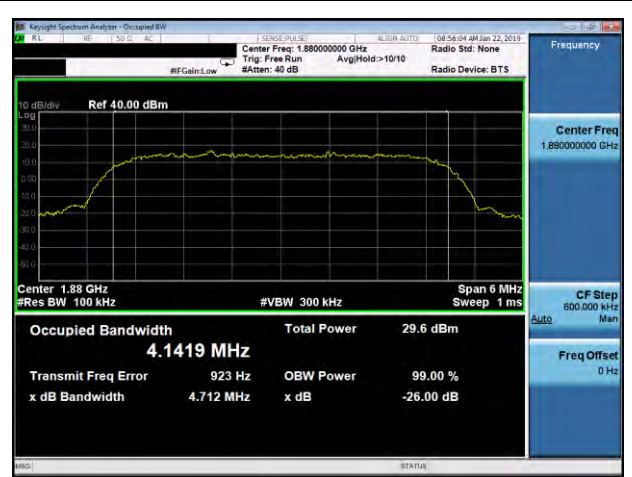 Keysight Spectrum Analyzer - Occupied BW
RL RF 50 Ω AC SENSE:PULSE ALIGN AUTO 08:56:04 AM Jan 22, 2019
Center Freq: 1.880000000 GHz Radio Std: None
Trig: Free Run Avg|Hold:>10/10
#IFGain:Low #Atten: 40 dB Radio Device: BTS
10 dB/div Ref 40.00 dBm
Log
30.0
20.0
10.0
0.00
-10.0
-20.0
-30.0
-40.0
-50.0
Center 1.88 GHz Span 6 MHz
#Res BW 100 kHz #VBW 300 kHz Sweep 1 ms
Occupied Bandwidth Total Power 29.6 dBm
4.1419 MHz
Transmit Freq Error 923 Hz OBW Power 99.00 %
x dB Bandwidth 4.712 MHz x dB -26.00 dB
MSG STATUS
Frequency
Center Freq
1.880000000 GHz
CF Step
600.000 kHz
Auto Man
Freq Offset
0 Hz